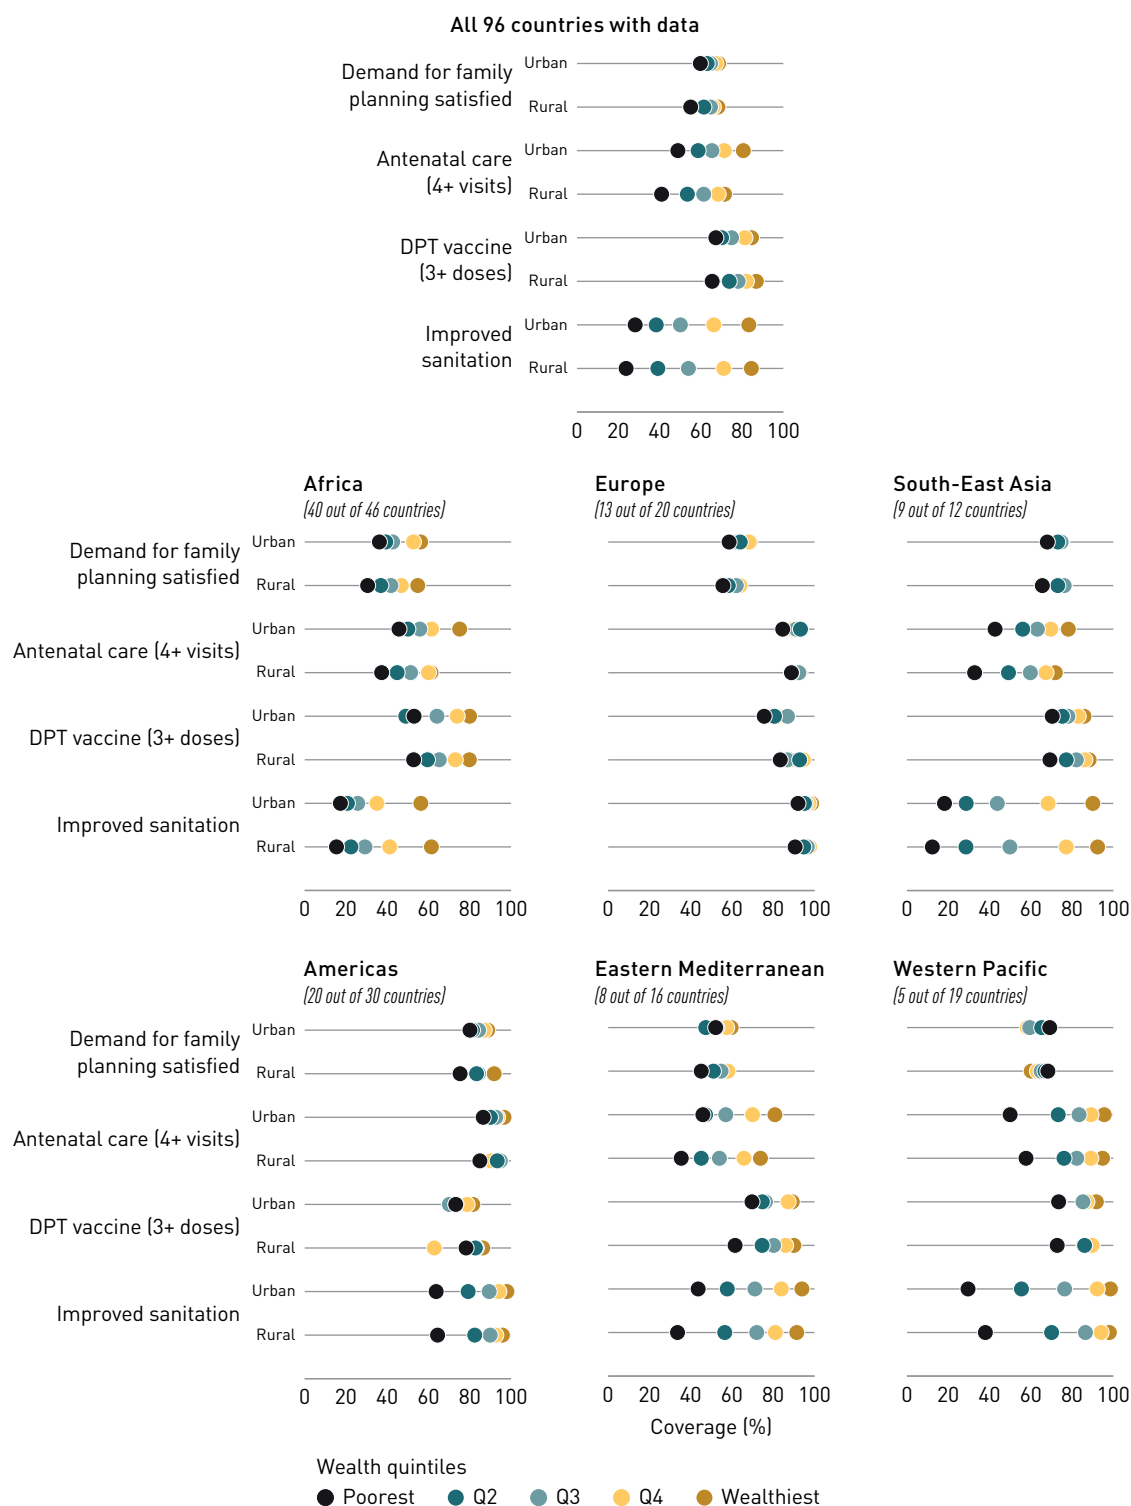 All 96 countries with data
Demand for family
planning satisfied
Urban
Rural
Antenatal care
(4+ visits)
Urban
Rural
DPT vaccine
(3+ doses)
Urban
Rural
Improved
sanitation
Urban
Rural
0 20 40 60 80 100
Africa
(40 out of 46 countries)
Europe
(13 out of 20 countries)
South-East Asia
(9 out of 12 countries)
Demand for family
planning satisfied
Urban
Rural
Antenatal care (4+ visits)
Urban
Rural
DPT vaccine (3+ doses)
Urban
Rural
Improved sanitation
Urban
Rural
0 20 40 60 80 100
0 20 40 60 80 100
0 20 40 60 80 100
Americas
(20 out of 30 countries)
Eastern Mediterranean
(8 out of 16 countries)
Western Pacific
(5 out of 19 countries)
Demand for family
planning satisfied
Urban
Rural
Antenatal care (4+ visits)
Urban
Rural
DPT vaccine (3+ doses)
Urban
Rural
Improved sanitation
Urban
Rural
0 20 40 60 80 100
0 20 40 60 80 100
0 20 40 60 80 100
Coverage (%)
Wealth quintiles
Poorest Q2 Q3 Q4 Wealthiest